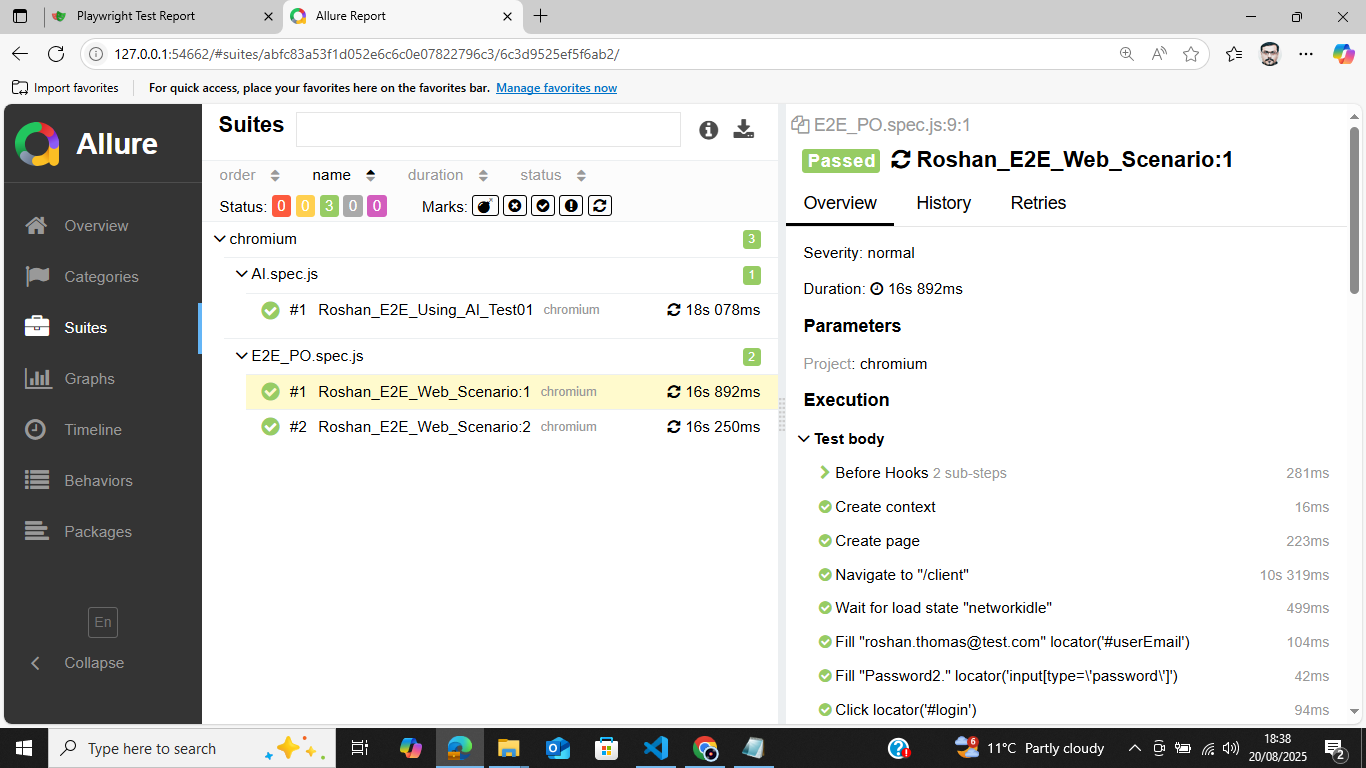 Playwright Test Report
Allure Report
127.0.0.1:54662/#suites/abfc83a53f1d052e6c6c0e07822796c3/6c3d9525ef5f6ab2/
Import favorites
For quick access, place your favorites here on the favorites bar. Manage favorites now
Allure
Overview
Categories
Suites
Graphs
Timeline
Behaviors
Packages
En
Collapse
Suites
order name duration status
Status: 0 0 3 0 0 Marks:
chromium 3
AI.spec.js 1
#1 Roshan_E2E_Using_AI_Test01 chromium 18s 078ms
E2E_PO.spec.js 2
#1 Roshan_E2E_Web_Scenario:1 chromium 16s 892ms
#2 Roshan_E2E_Web_Scenario:2 chromium 16s 250ms
E2E_PO.spec.js:9:1
Passed Roshan_E2E_Web_Scenario:1
Overview History Retries
Severity: normal
Duration: 16s 892ms
Parameters
Project: chromium
Execution
Test body
Before Hooks 2 sub-steps 281ms
Create context 16ms
Create page 223ms
Navigate to "/client" 10s 319ms
Wait for load state "networkidle" 499ms
Fill "roshan.thomas@test.com" locator('#userEmail') 104ms
Fill "Password2." locator('input[type=\'password\']') 42ms
Click locator('#login') 94ms
Type here to search
6
11°C Partly cloudy
18:38
20/08/2025
2